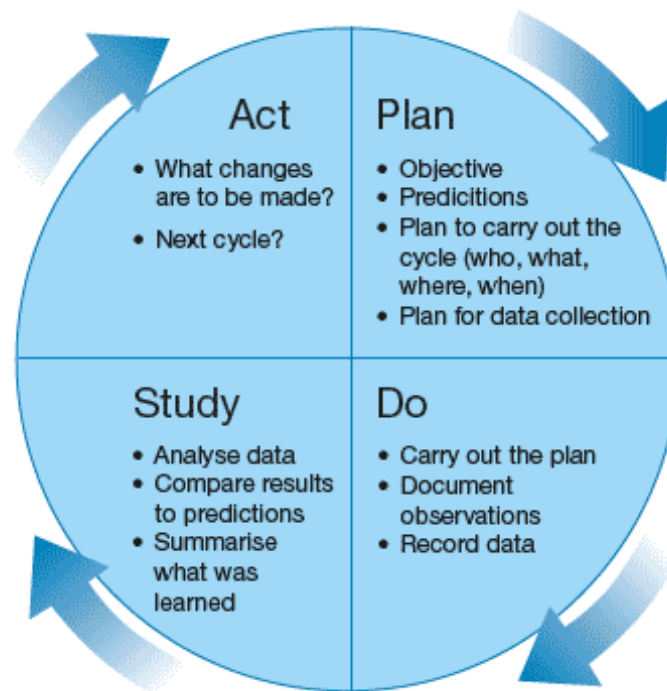 Act
• What changes
are to be made?
• Next cycle?
Plan
• Objective
• Predicitions
• Plan to carry out the
cycle (who, what,
where, when)
• Plan for data collection
Study
• Analyse data
• Compare results
to predictions
• Summarise
what was
learned
Do
• Carry out the plan
• Document
observations
• Record data